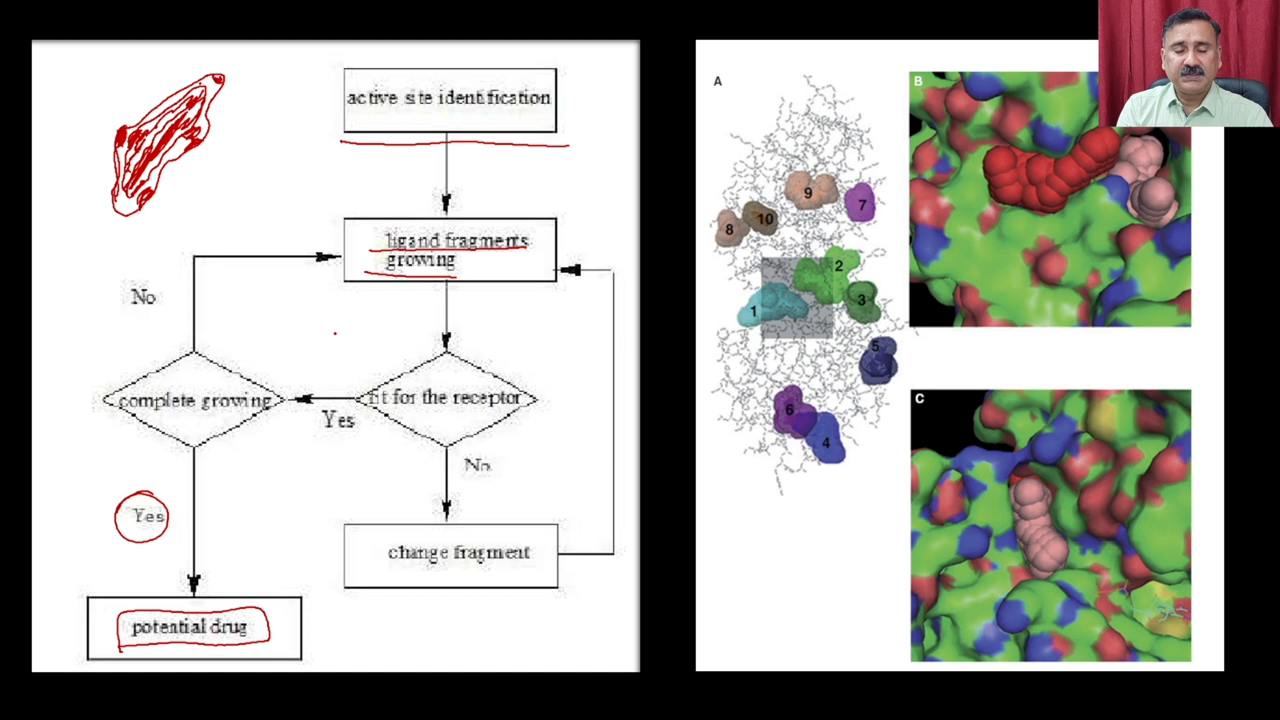 active site identification
ligand fragments
growing
No
complete growing
Yes
fit for the receptor
No
Yes
change fragment
potential drug
A
9
7
10
8
2
3
1
5
6
4
B
C